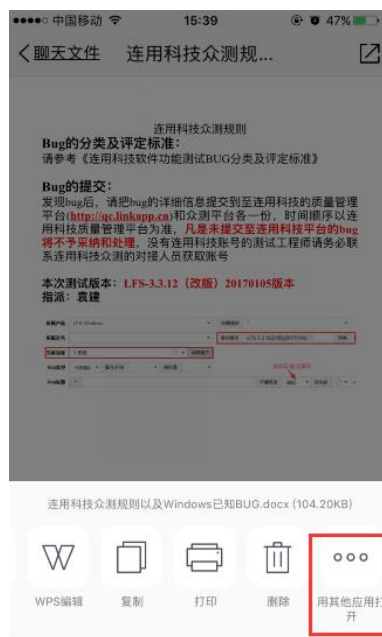 中国移动 15:39 47%
聊天文件 连用科技众测规...
连用科技众测规则
Bug的分类及评定标准：
请参考《连用科技软件功能测试BUG分类及评定标准》
Bug的提交：
发现bug后，请把bug的详细信息提交到至连用科技的质量管理
平台(http://qc.linkapp.cn)和众测平台各一份，时间顺序以连
用科技质量管理平台为准，凡是未提交至连用科技平台的bug
将不予采纳和处理，没有连用科技账号的测试工程师请务必联
系连用科技众测的对接人员获取账号
本次测试版本：LFS-3.3.12（改版）20170105版本
指派：袁建
连用科技众测规则以及Windows已知BUG.docx (104.20KB)
WPS编辑 复制 打印 删除 用其他应用打
开